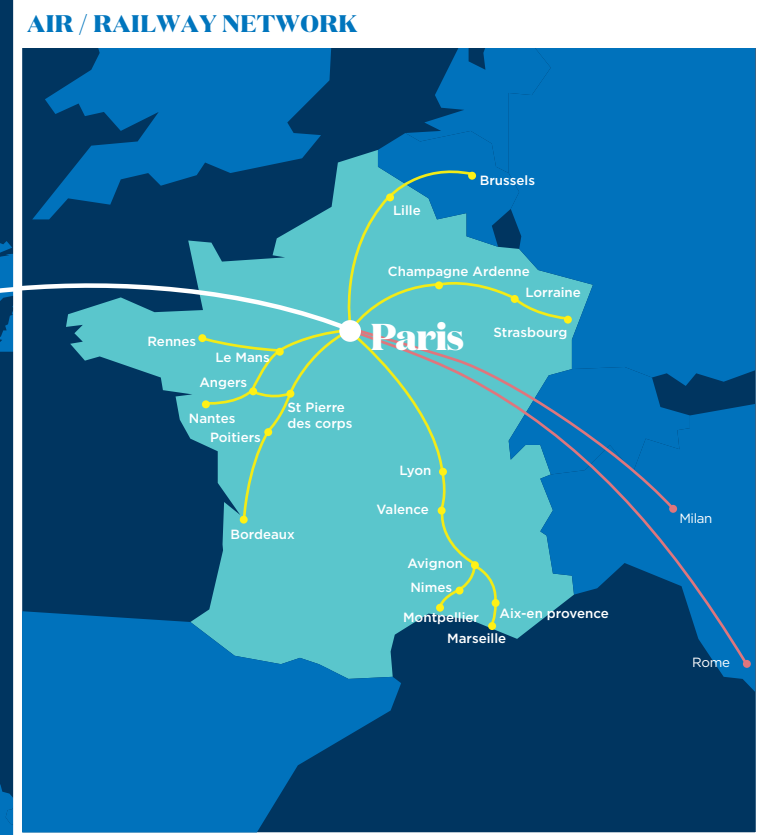 AIR / RAILWAY NETWORK
Brussels
Lille
Champagne Ardenne
Lorraine
Strasbourg
Paris
Rennes
Le Mans
Angers
Nantes
St Pierre
des corps
Poitiers
Lyon
Valence
Milan
Bordeaux
Avignon
Nimes
Montpellier
Aix-en provence
Marseille
Rome